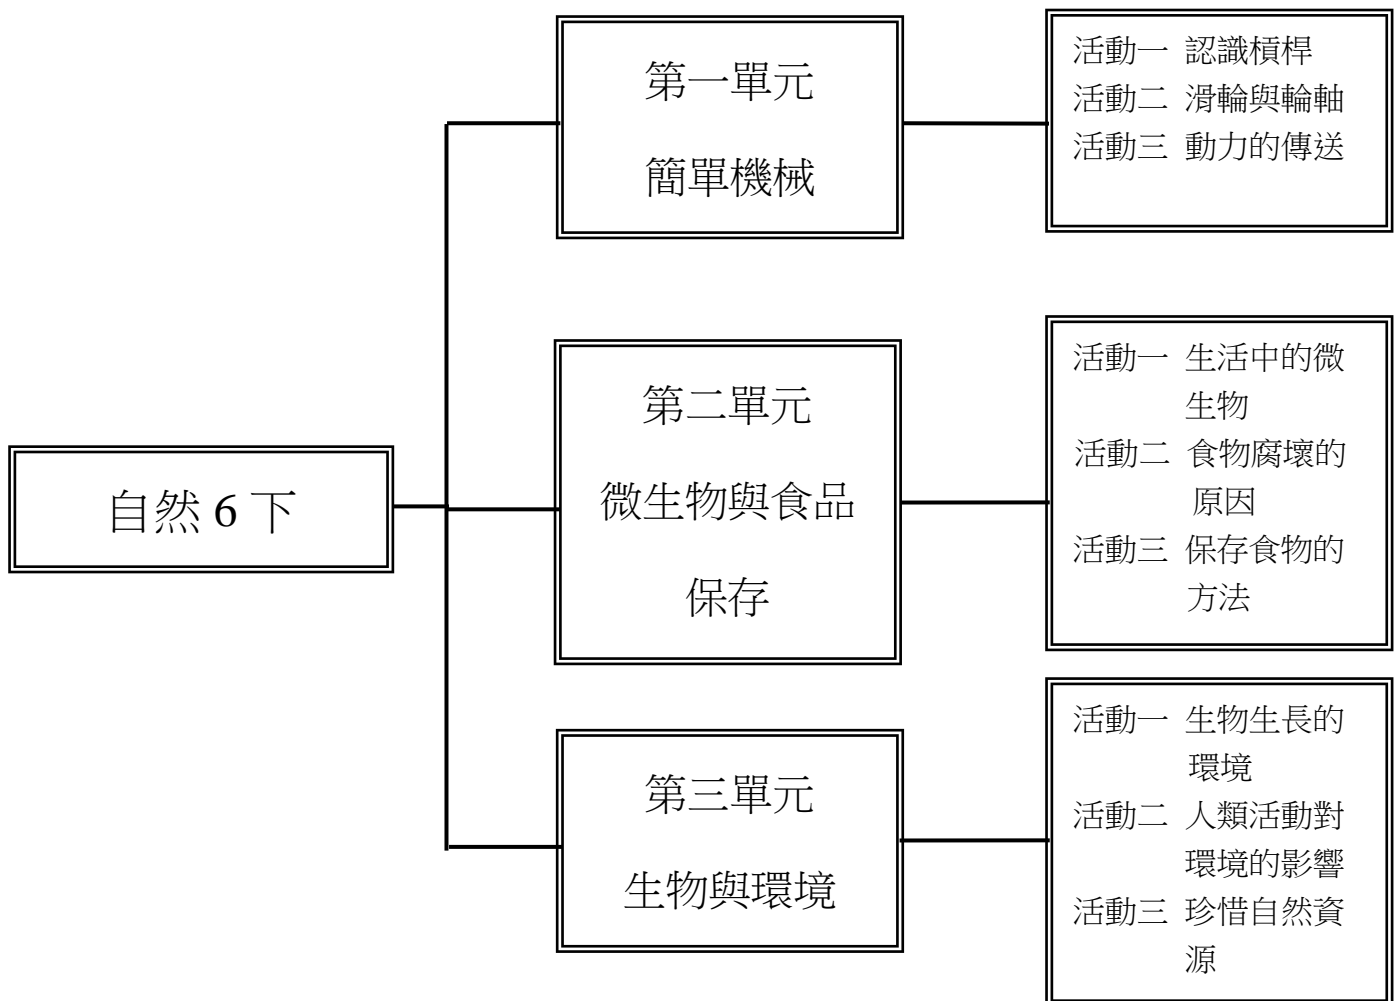 自然 6 下
第一單元
簡單機械
活動一 認識槓桿
活動二 滑輪與輪軸
活動三 動力的傳送
第二單元
微生物與食品
保存
活動一 生活中的微
生物
活動二 食物腐壞的
原因
活動三 保存食物的
方法
第三單元
生物與環境
活動一 生物生長的
環境
活動二 人類活動對
環境的影響
活動三 珍惜自然資
源